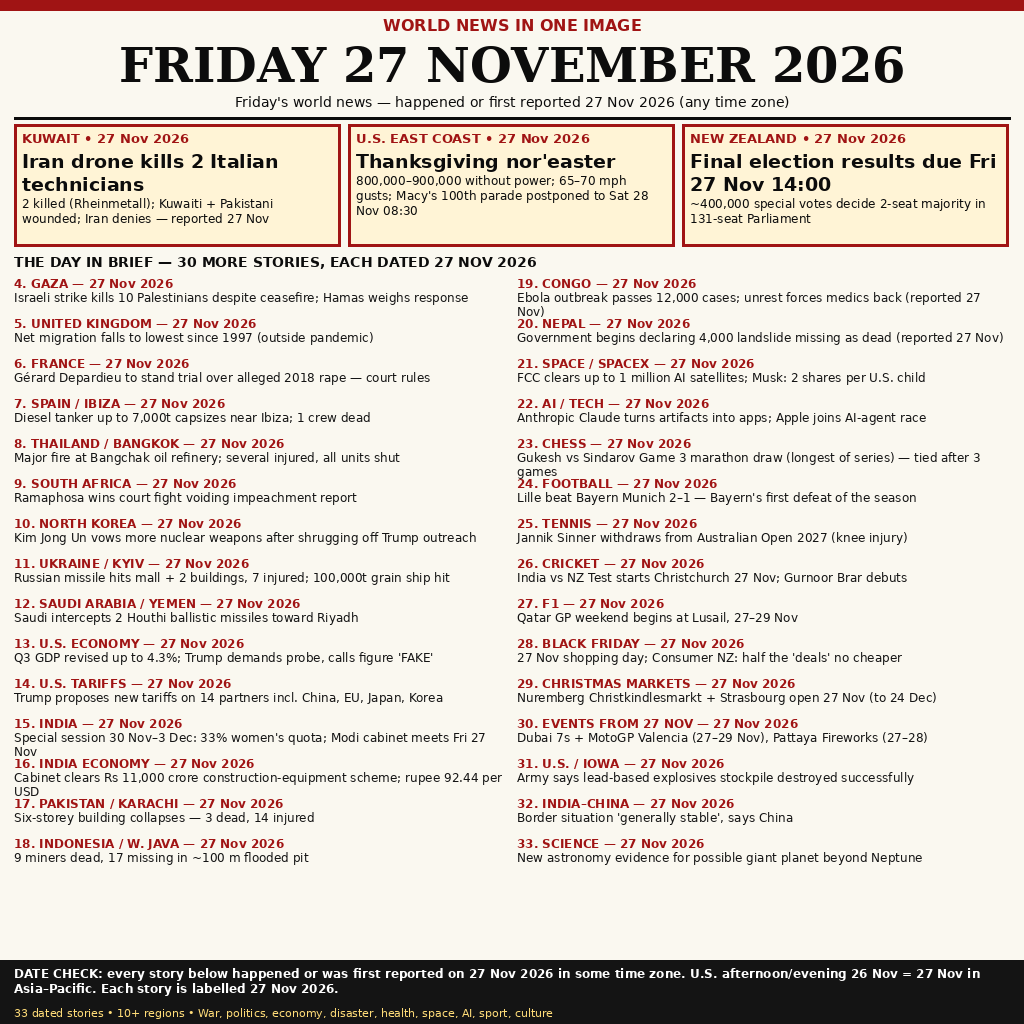 WORLD NEWS IN ONE IMAGE
FRIDAY 27 NOVEMBER 2026
Friday's world news — happened or first reported 27 Nov 2026 (any time zone)
KUWAIT • 27 Nov 2026
Iran drone kills 2 Italian
technicians
2 killed (Rheinmetall); Kuwaiti + Pakistani
wounded; Iran denies — reported 27 Nov
U.S. EAST COAST • 27 Nov 2026
Thanksgiving nor'easter
800,000–900,000 without power; 65–70 mph
gusts; Macy's 100th parade postponed to Sat 28
Nov 08:30
NEW ZEALAND • 27 Nov 2026
Final election results due Fri
27 Nov 14:00
~400,000 special votes decide 2-seat majority in
131-seat Parliament
THE DAY IN BRIEF — 30 MORE STORIES, EACH DATED 27 NOV 2026
4. GAZA — 27 Nov 2026
Israeli strike kills 10 Palestinians despite ceasefire; Hamas weighs response
5. UNITED KINGDOM — 27 Nov 2026
Net migration falls to lowest since 1997 (outside pandemic)
6. FRANCE — 27 Nov 2026
Gérard Depardieu to stand trial over alleged 2018 rape — court rules
7. SPAIN / IBIZA — 27 Nov 2026
Diesel tanker up to 7,000t capsizes near Ibiza; 1 crew dead
8. THAILAND / BANGKOK — 27 Nov 2026
Major fire at Bangchak oil refinery; several injured, all units shut
9. SOUTH AFRICA — 27 Nov 2026
Ramaphosa wins court fight voiding impeachment report
10. NORTH KOREA — 27 Nov 2026
Kim Jong Un vows more nuclear weapons after shrugging off Trump outreach
11. UKRAINE / KYIV — 27 Nov 2026
Russian missile hits mall + 2 buildings, 7 injured; 100,000t grain ship hit
12. SAUDI ARABIA / YEMEN — 27 Nov 2026
Saudi intercepts 2 Houthi ballistic missiles toward Riyadh
13. U.S. ECONOMY — 27 Nov 2026
Q3 GDP revised up to 4.3%; Trump demands probe, calls figure 'FAKE'
14. U.S. TARIFFS — 27 Nov 2026
Trump proposes new tariffs on 14 partners incl. China, EU, Japan, Korea
15. INDIA — 27 Nov 2026
Special session 30 Nov–3 Dec: 33% women's quota; Modi cabinet meets Fri 27
Nov
16. INDIA ECONOMY — 27 Nov 2026
Cabinet clears Rs 11,000 crore construction-equipment scheme; rupee 92.44 per
USD
17. PAKISTAN / KARACHI — 27 Nov 2026
Six-storey building collapses — 3 dead, 14 injured
18. INDONESIA / W. JAVA — 27 Nov 2026
9 miners dead, 17 missing in ~100 m flooded pit
19. CONGO — 27 Nov 2026
Ebola outbreak passes 12,000 cases; unrest forces medics back (reported 27
Nov)
20. NEPAL — 27 Nov 2026
Government begins declaring 4,000 landslide missing as dead (reported 27 Nov)
21. SPACE / SPACEX — 27 Nov 2026
FCC clears up to 1 million AI satellites; Musk: 2 shares per U.S. child
22. AI / TECH — 27 Nov 2026
Anthropic Claude turns artifacts into apps; Apple joins AI-agent race
23. CHESS — 27 Nov 2026
Gukesh vs Sindarov Game 3 marathon draw (longest of series) — tied after 3
games
24. FOOTBALL — 27 Nov 2026
Lille beat Bayern Munich 2–1 — Bayern's first defeat of the season
25. TENNIS — 27 Nov 2026
Jannik Sinner withdraws from Australian Open 2027 (knee injury)
26. CRICKET — 27 Nov 2026
India vs NZ Test starts Christchurch 27 Nov; Gurnoor Brar debuts
27. F1 — 27 Nov 2026
Qatar GP weekend begins at Lusail, 27–29 Nov
28. BLACK FRIDAY — 27 Nov 2026
27 Nov shopping day; Consumer NZ: half the 'deals' no cheaper
29. CHRISTMAS MARKETS — 27 Nov 2026
Nuremberg Christkindlesmarkt + Strasbourg open 27 Nov (to 24 Dec)
30. EVENTS FROM 27 NOV — 27 Nov 2026
Dubai 7s + MotoGP Valencia (27–29 Nov), Pattaya Fireworks (27–28)
31. U.S. / IOWA — 27 Nov 2026
Army says lead-based explosives stockpile destroyed successfully
32. INDIA–CHINA — 27 Nov 2026
Border situation 'generally stable', says China
33. SCIENCE — 27 Nov 2026
New astronomy evidence for possible giant planet beyond Neptune
DATE CHECK: every story below happened or was first reported on 27 Nov 2026 in some time zone. U.S. afternoon/evening 26 Nov = 27 Nov in
Asia–Pacific. Each story is labelled 27 Nov 2026.
33 dated stories • 10+ regions • War, politics, economy, disaster, health, space, AI, sport, culture